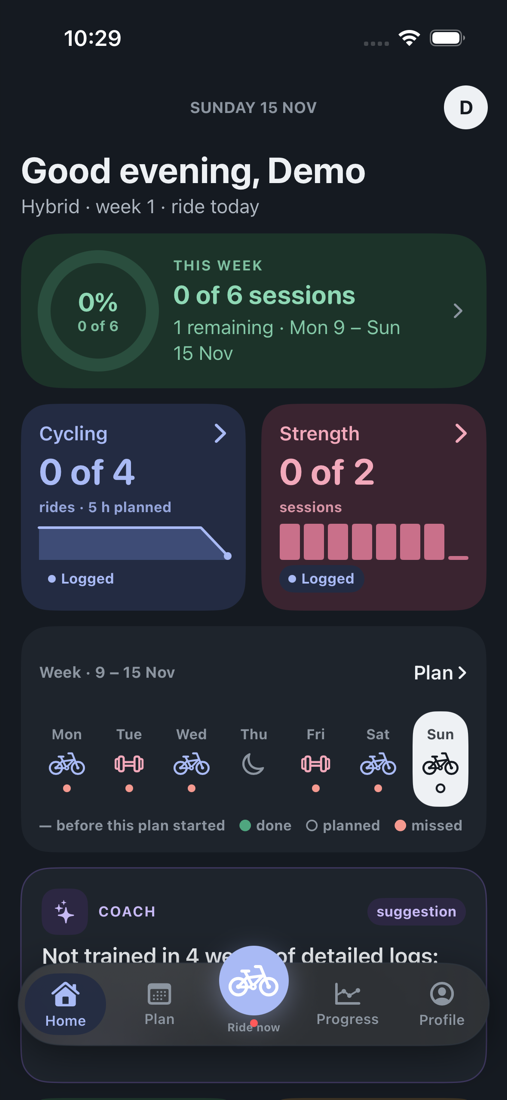 10:29
SUNDAY 15 NOV
D
Good evening, Demo
Hybrid · week 1 · ride today
THIS WEEK
0%
0 of 6
0 of 6 sessions
1 remaining · Mon 9 – Sun
15 Nov
Cycling
0 of 4
rides · 5 h planned
Logged
Strength
0 of 2
sessions
Logged
Week · 9 – 15 Nov
Plan
Mon Tue Wed Thu Fri Sat Sun
— before this plan started done planned missed
COACH
suggestion
Not trained in 4 of detailed logs:
Home
Plan
Ride now
Progress
Profile